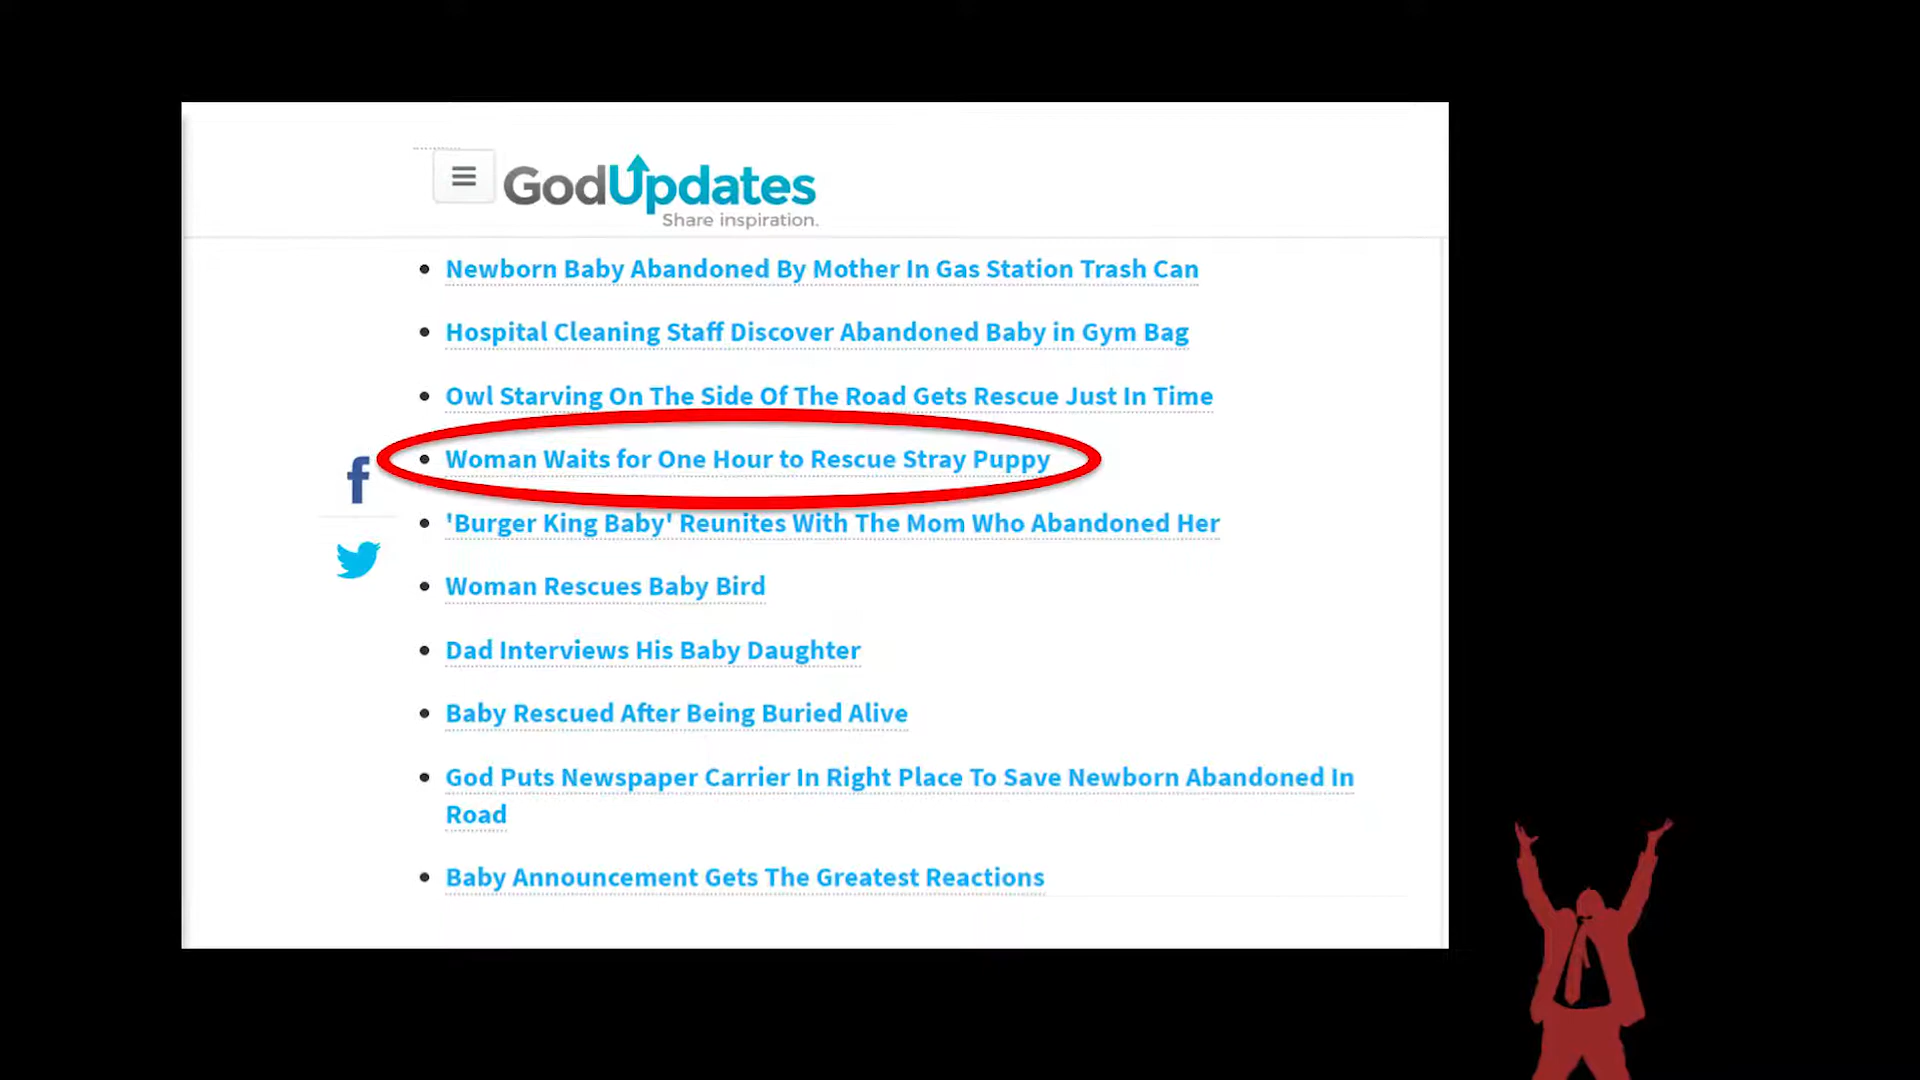 GodUpdates
Share inspiration.
Newborn Baby Abandoned By Mother In Gas Station Trash Can
Hospital Cleaning Staff Discover Abandoned Baby in Gym Bag
Owl Starving On The Side Of The Road Gets Rescue Just In Time
Woman Waits for One Hour to Rescue Stray Puppy
'Burger King Baby' Reunites With The Mom Who Abandoned Her
Woman Rescues Baby Bird
Dad Interviews His Baby Daughter
Baby Rescued After Being Buried Alive
God Puts Newspaper Carrier In Right Place To Save Newborn Abandoned In
Road
Baby Announcement Gets The Greatest Reactions